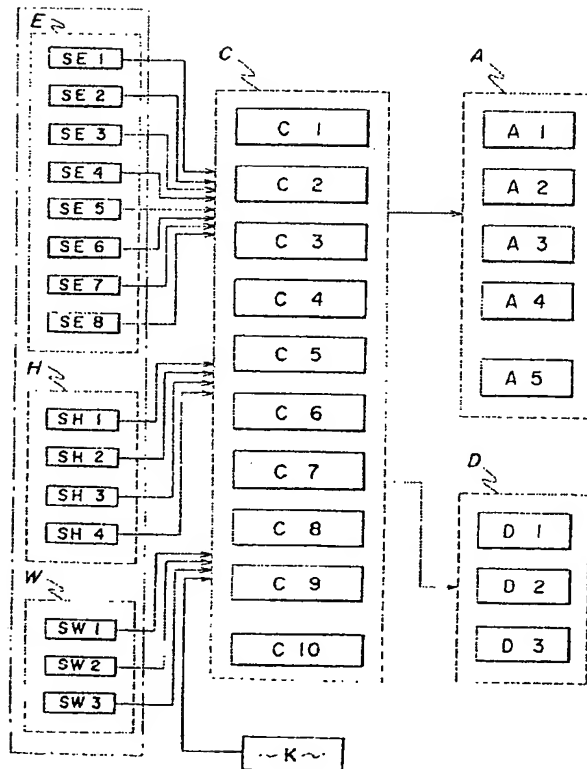 E
SE 1
SE 2
SE 3
SE 4
SE 5
SE 6
SE 7
SE 8
H
SH 1
SH 2
SH 3
SH 4
W
SW 1
SW 2
SW 3
C
C 1
C 2
C 3
C 4
C 5
C 6
C 7
C 8
C 9
C 10
K
A
A 1
A 2
A 3
A 4
A 5
D
D 1
D 2
D 3